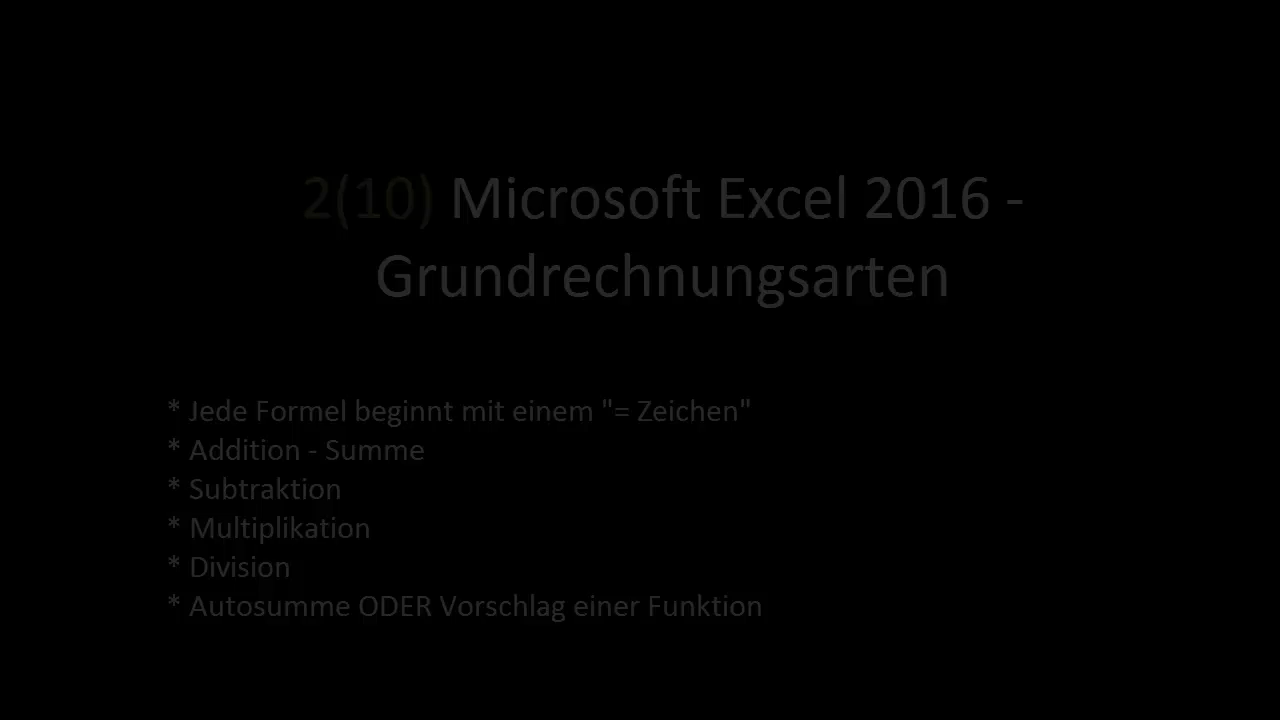 2(10) Microsoft Excel 2016 -
Grundrechnungsarten
* Jede Formel beginnt mit einem "= Zeichen"
* Addition - Summe
* Subtraktion
* Multiplikation
* Division
* Autosumme ODER Vorschlag einer Funktion